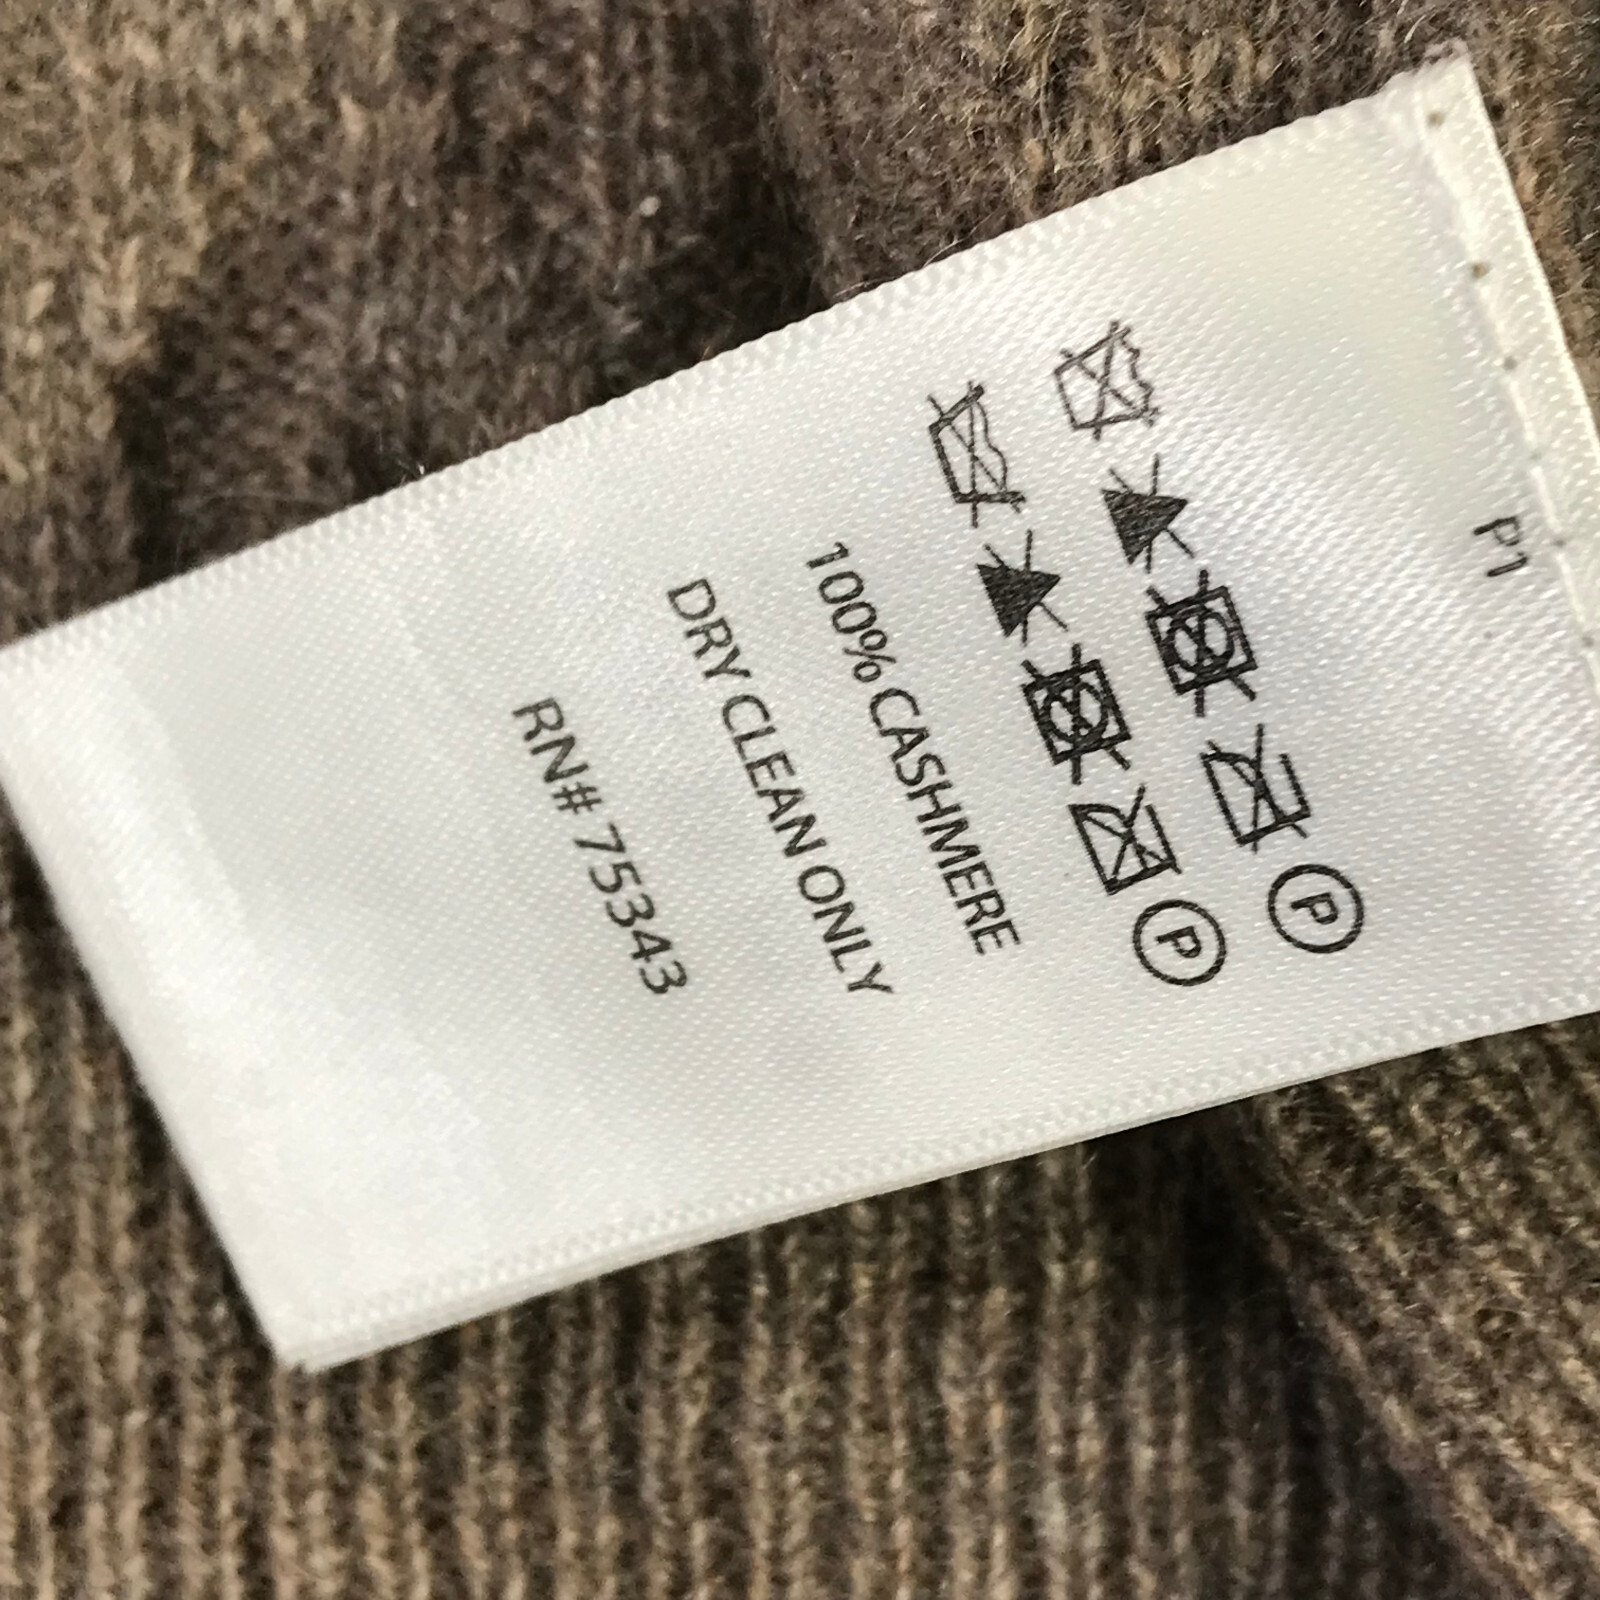 P1
P
P
100% CASHMERE
DRY CLEAN ONLY
RN# 75343